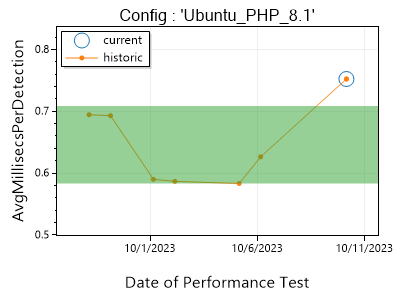 Config : 'Ubuntu_PHP_8.1'
current
historic
AvgMillisecsPerDetection
0.8
0.7
0.6
0.5
10/1/2023
10/6/2023
10/11/2023
Date of Performance Test